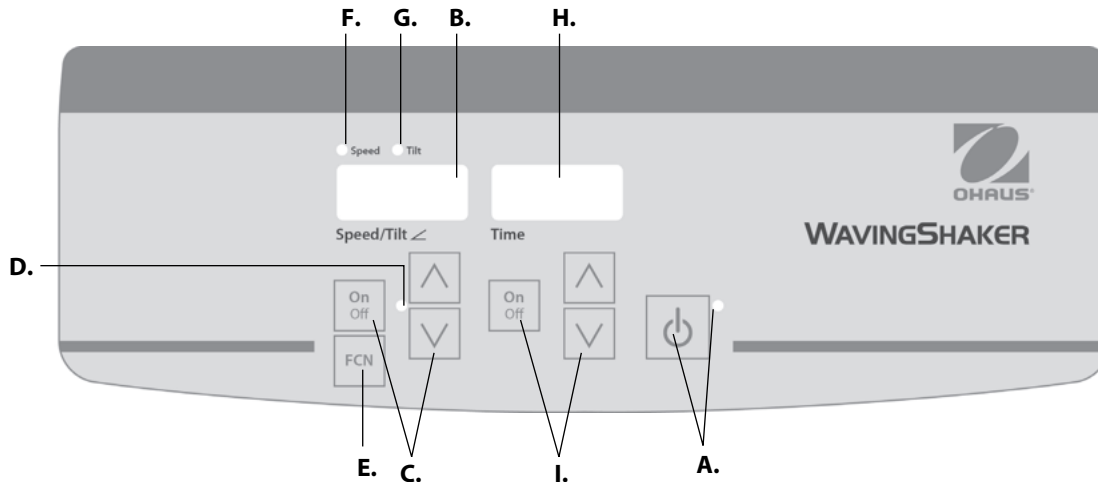 F. G. B. H.
Speed Tilt
OHAUS®
Speed/Tilt Time
WAVINGSHAKER
D.
On
Off
On
Off
FCN
E. C. I. A.